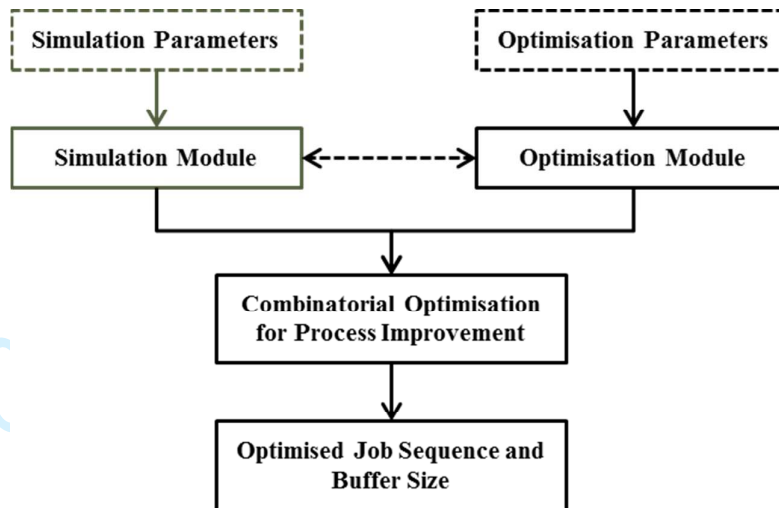 Simulation Parameters
Optimisation Parameters
Simulation Module
Optimisation Module
Combinatorial Optimisation
for Process Improvement
Optimised Job Sequence and
Buffer Size